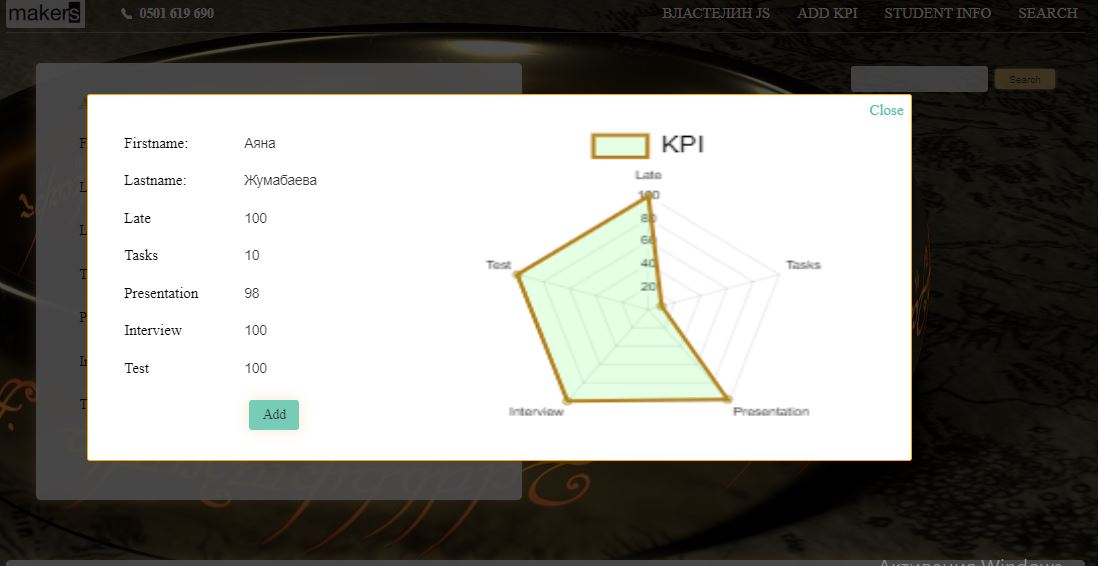 makers
0501 619 690
ВЛАСТЕЛИН JS
ADD KPI
STUDENT INFO
SEARCH
Search
Close
Firstname: Аяна
Lastname: Жумабаева
Late 100
Tasks 10
Presentation 98
Interview 100
Test 100
Add
KPI
Late
100
80
60
40
20
Test
Tasks
Interview
Presentation